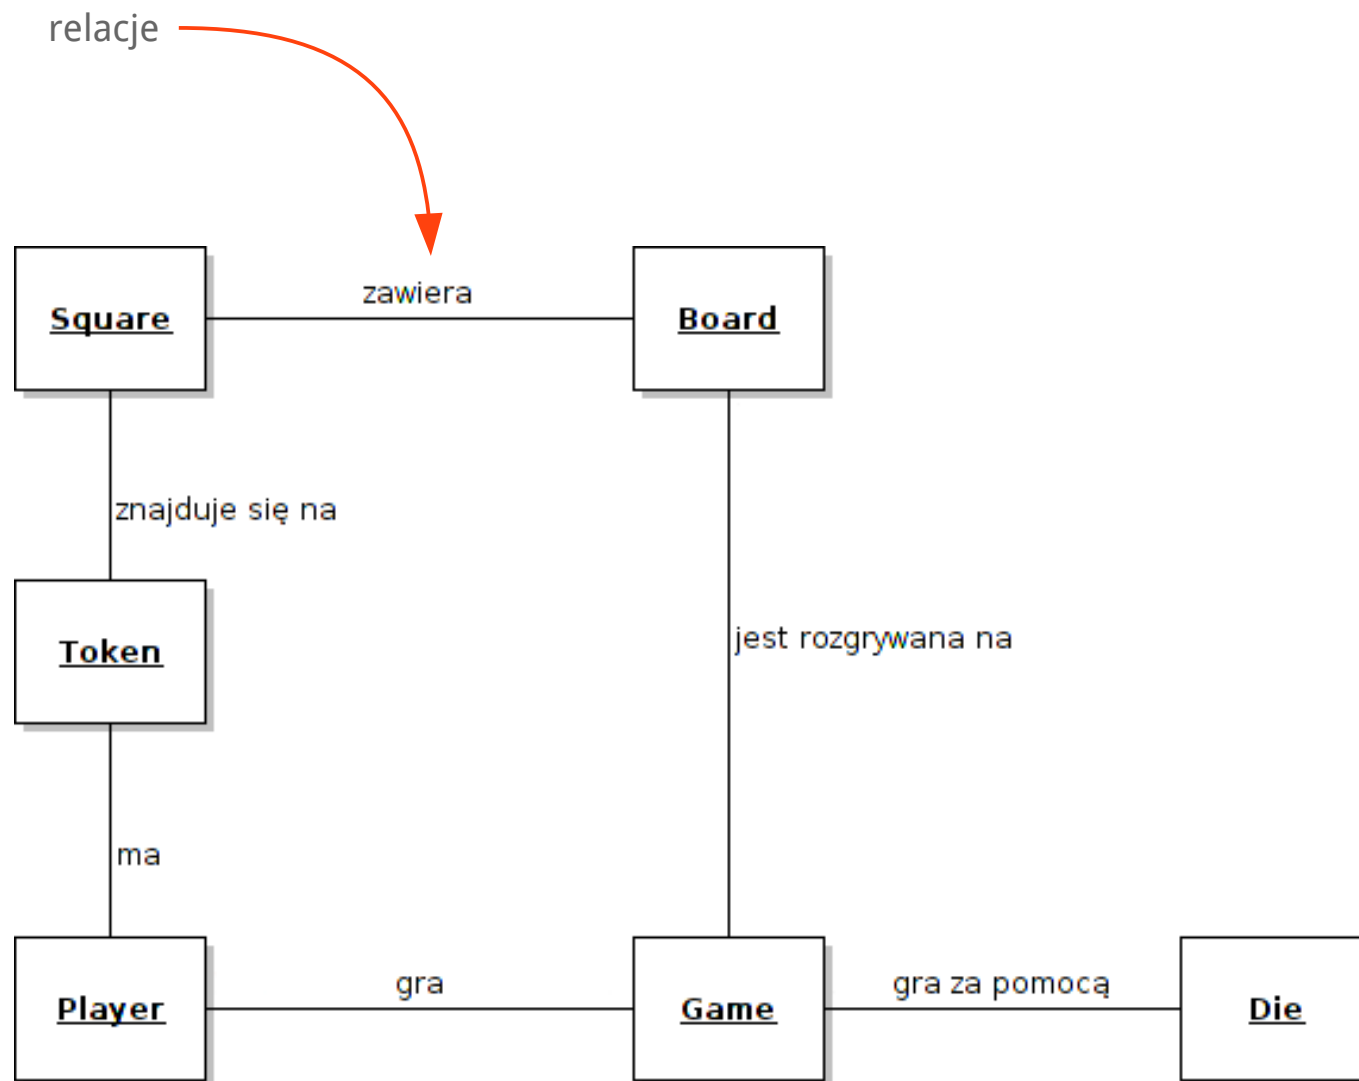 relacje
Square
zawiera
Board
znajduje się na
Token
jest rozgrywana na
ma
Player
gra
Game
gra za pomocą
Die